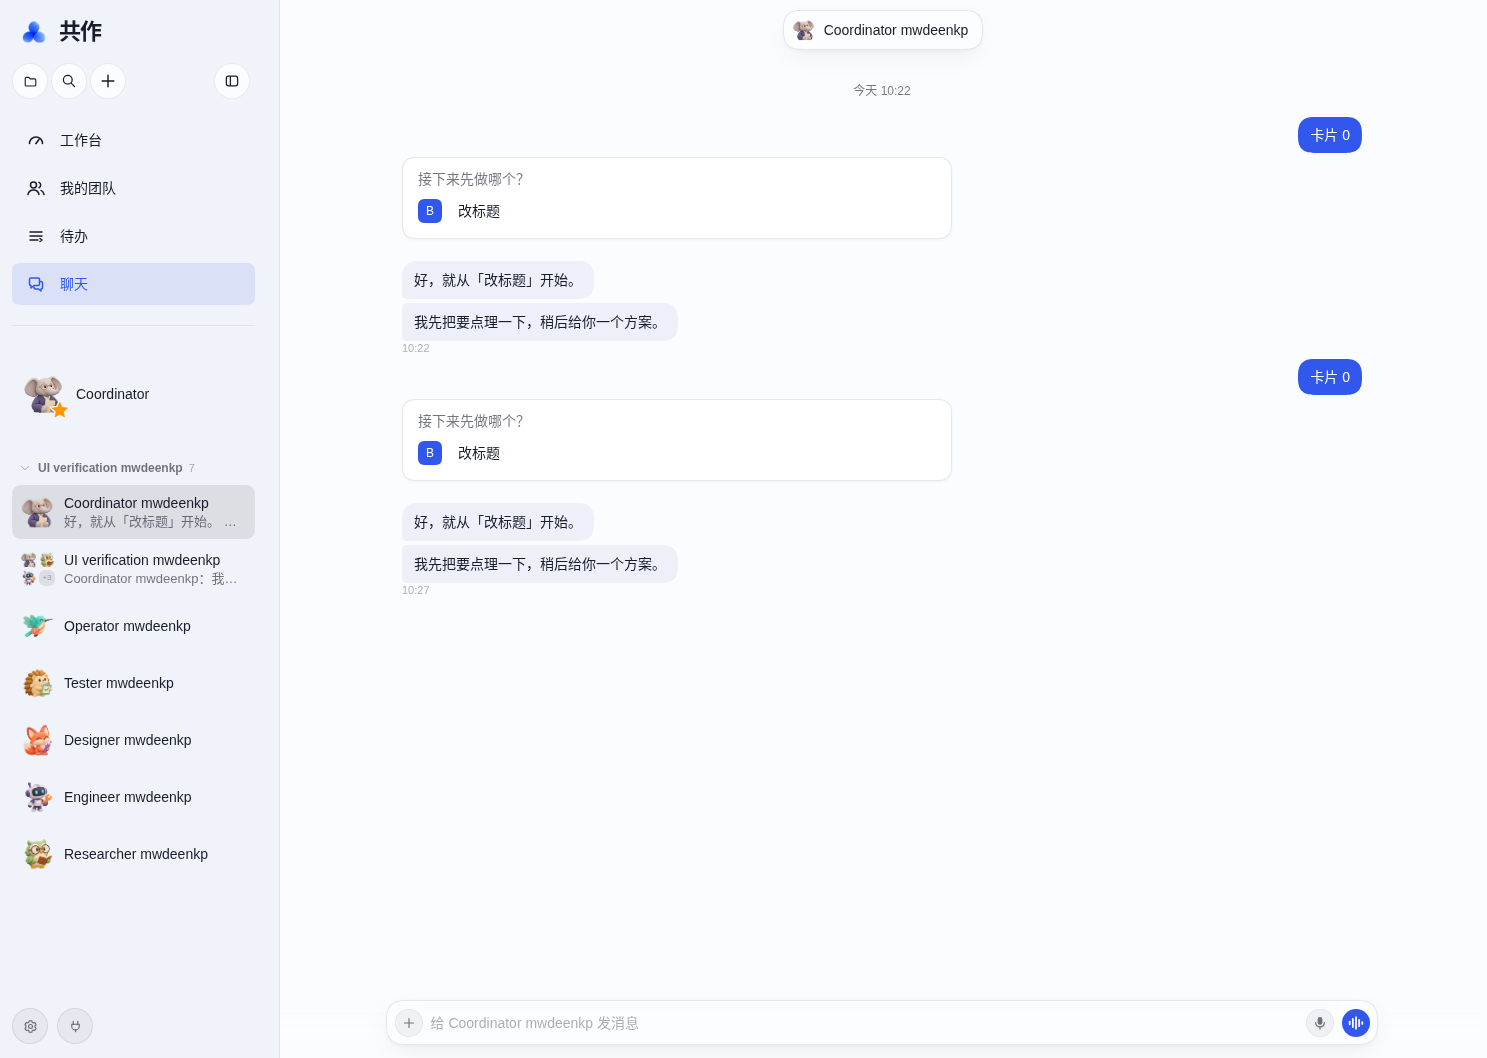 共作
工作台
我的团队
待办
聊天
Coordinator
UI verification mwdeenkp 7
Coordinator mwdeenkp
好，就从「改标题」开始。 …
UI verification mwdeenkp
+3
Coordinator mwdeenkp：我…
Operator mwdeenkp
Tester mwdeenkp
Designer mwdeenkp
Engineer mwdeenkp
Researcher mwdeenkp
Coordinator mwdeenkp
今天 10:22
卡片 0
接下来先做哪个？
B 改标题
好，就从「改标题」开始。
我先把要点理一下，稍后给你一个方案。
10:22
卡片 0
接下来先做哪个？
B 改标题
好，就从「改标题」开始。
我先把要点理一下，稍后给你一个方案。
10:27
给 Coordinator mwdeenkp 发消息